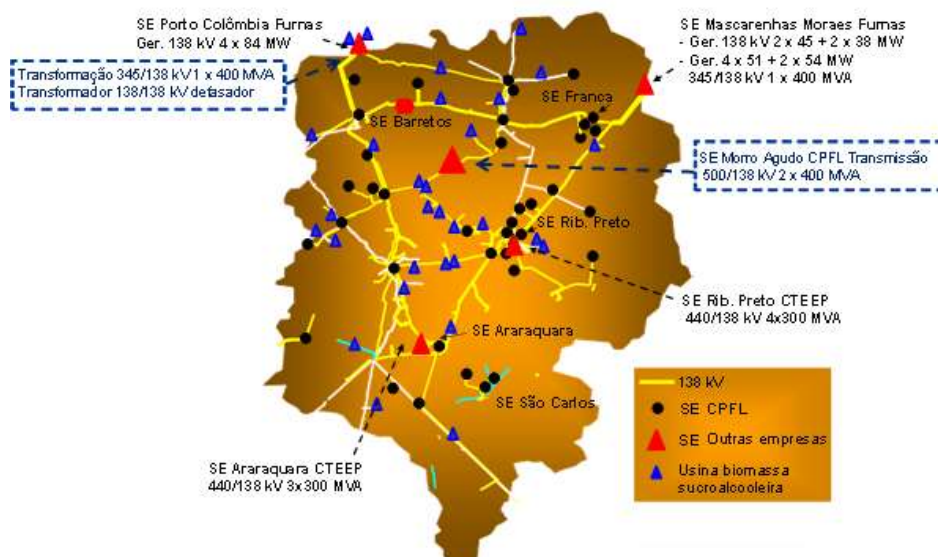 SE Porto Colômbia Furnas
Ger. 138 kV 4 x 84 MW
Transformação 345/138 kV 1 x 400 MVA
Transformador 138/138 kV defasador
SE Mascarenhas Moraes Furnas
- Ger. 138 kV 2 x 45 + 2 x 38 MW
- Ger. 4 x 51 + 2 x 54 MW
345/138 kV 1 x 400 MVA
SE Franca
SE Barretos
SE Morro Agudo CPFL Transmissão
500/138 kV 2 x 400 MVA
SE Rib. Preto
SE Rib. Preto CTEEP
440/138 kV 4x300 MVA
SE Araraquara
SE São Carlos
SE Araraquara CTEEP
440/138 kV 3x300 MVA
138 kV
SE CPFL
SE Outras empresas
Usina biomassa
sucroalcooleira